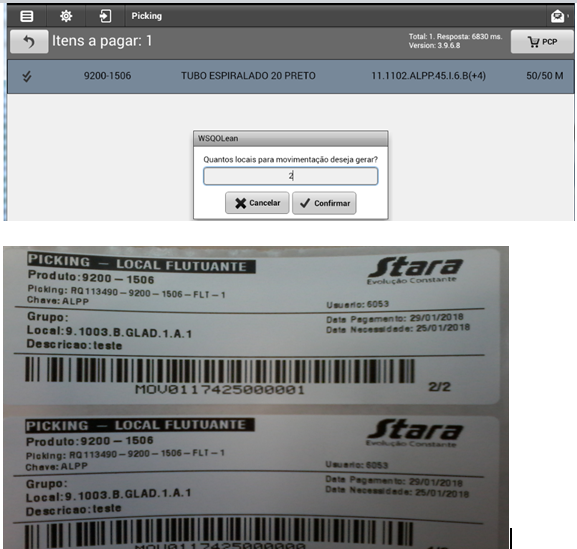 Picking
Itens a pagar: 1
Total: 1. Resposta: 6830 ms.
Version: 3.9.6.8
PCP
9200-1506 TUBO ESPIRALADO 20 PRETO 11.1102.ALPP.45.I.6.B(+4) 50/50 M
WSQOLean
Quantos locais para movimentação deseja gerar?
2
Cancelar Confirmar
PICKING – LOCAL FLUTUANTE
Stara
Evolução Constante
Produto:9200 – 1506
Picking: RQ113490 – 9200 – 1506 – FLT – 1
Chave: ALPP
Usuario: 6053
Grupo:
Data Pagamento: 29/01/2018
Local:9.1003.B.GLAD.1.A.1
Data Necessidade: 25/01/2018
Descricao:teste
MOV0117425000001 2/2
PICKING – LOCAL FLUTUANTE
Stara
Evolução Constante
Produto:9200 – 1506
Picking: RQ113490 – 9200 – 1506 – FLT – 1
Chave: ALPP
Usuario: 6053
Grupo:
Data Pagamento: 29/01/2018
Local:9.1003.B.GLAD.1.A.1
Data Necessidade: 25/01/2018
Descricao:teste